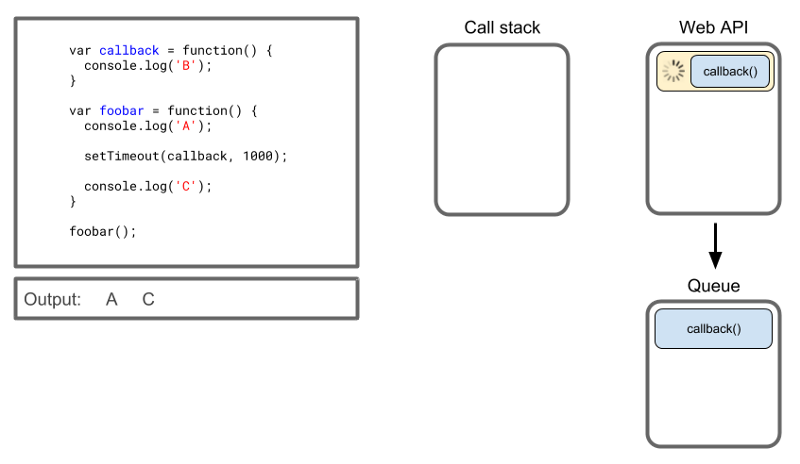 var callback = function() {
  console.log('B');
}
var foobar = function() {
  console.log('A');
  setTimeout(callback, 1000);
  console.log('C');
}
foobar();
Output: A C
Call stack
Web API
callback()
Queue
callback()